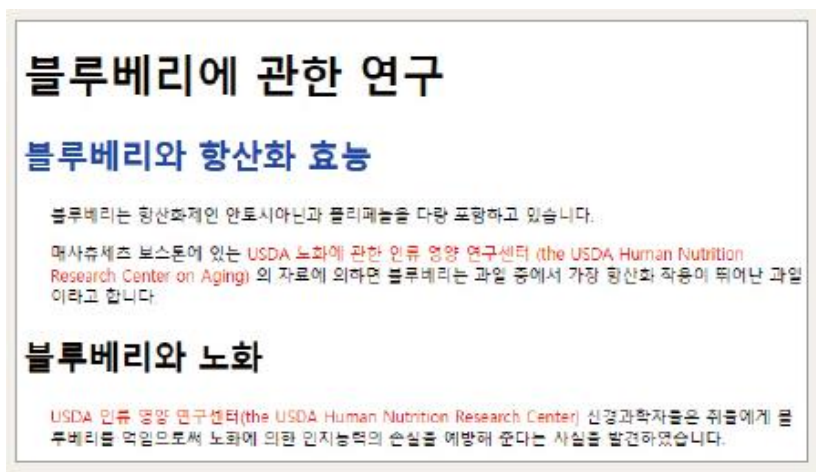 블루베리에 관한 연구
블루베리와 항산화 효능
블루베리는 항산화제인 안토시아닌과 폴리페놀을 다량 포함하고 있습니다.
매사츄세츠 보스톤에 있는 USDA 노화에 관한 인류 영양 연구센터 (the USDA Human Nutrition
Research Center on Aging) 의 자료에 의하면 블루베리는 과일 중에서 가장 항산화 작용이 뛰어난 과일
이라고 합니다.
블루베리와 노화
USDA 인류 영양 연구센터(the USDA Human Nutrition Research Center) 신경과학자들은 쥐들에게 블
루베리를 먹임으로써 노화에 의한 인지능력의 손실을 예방해 준다는 사실을 발견하였습니다.